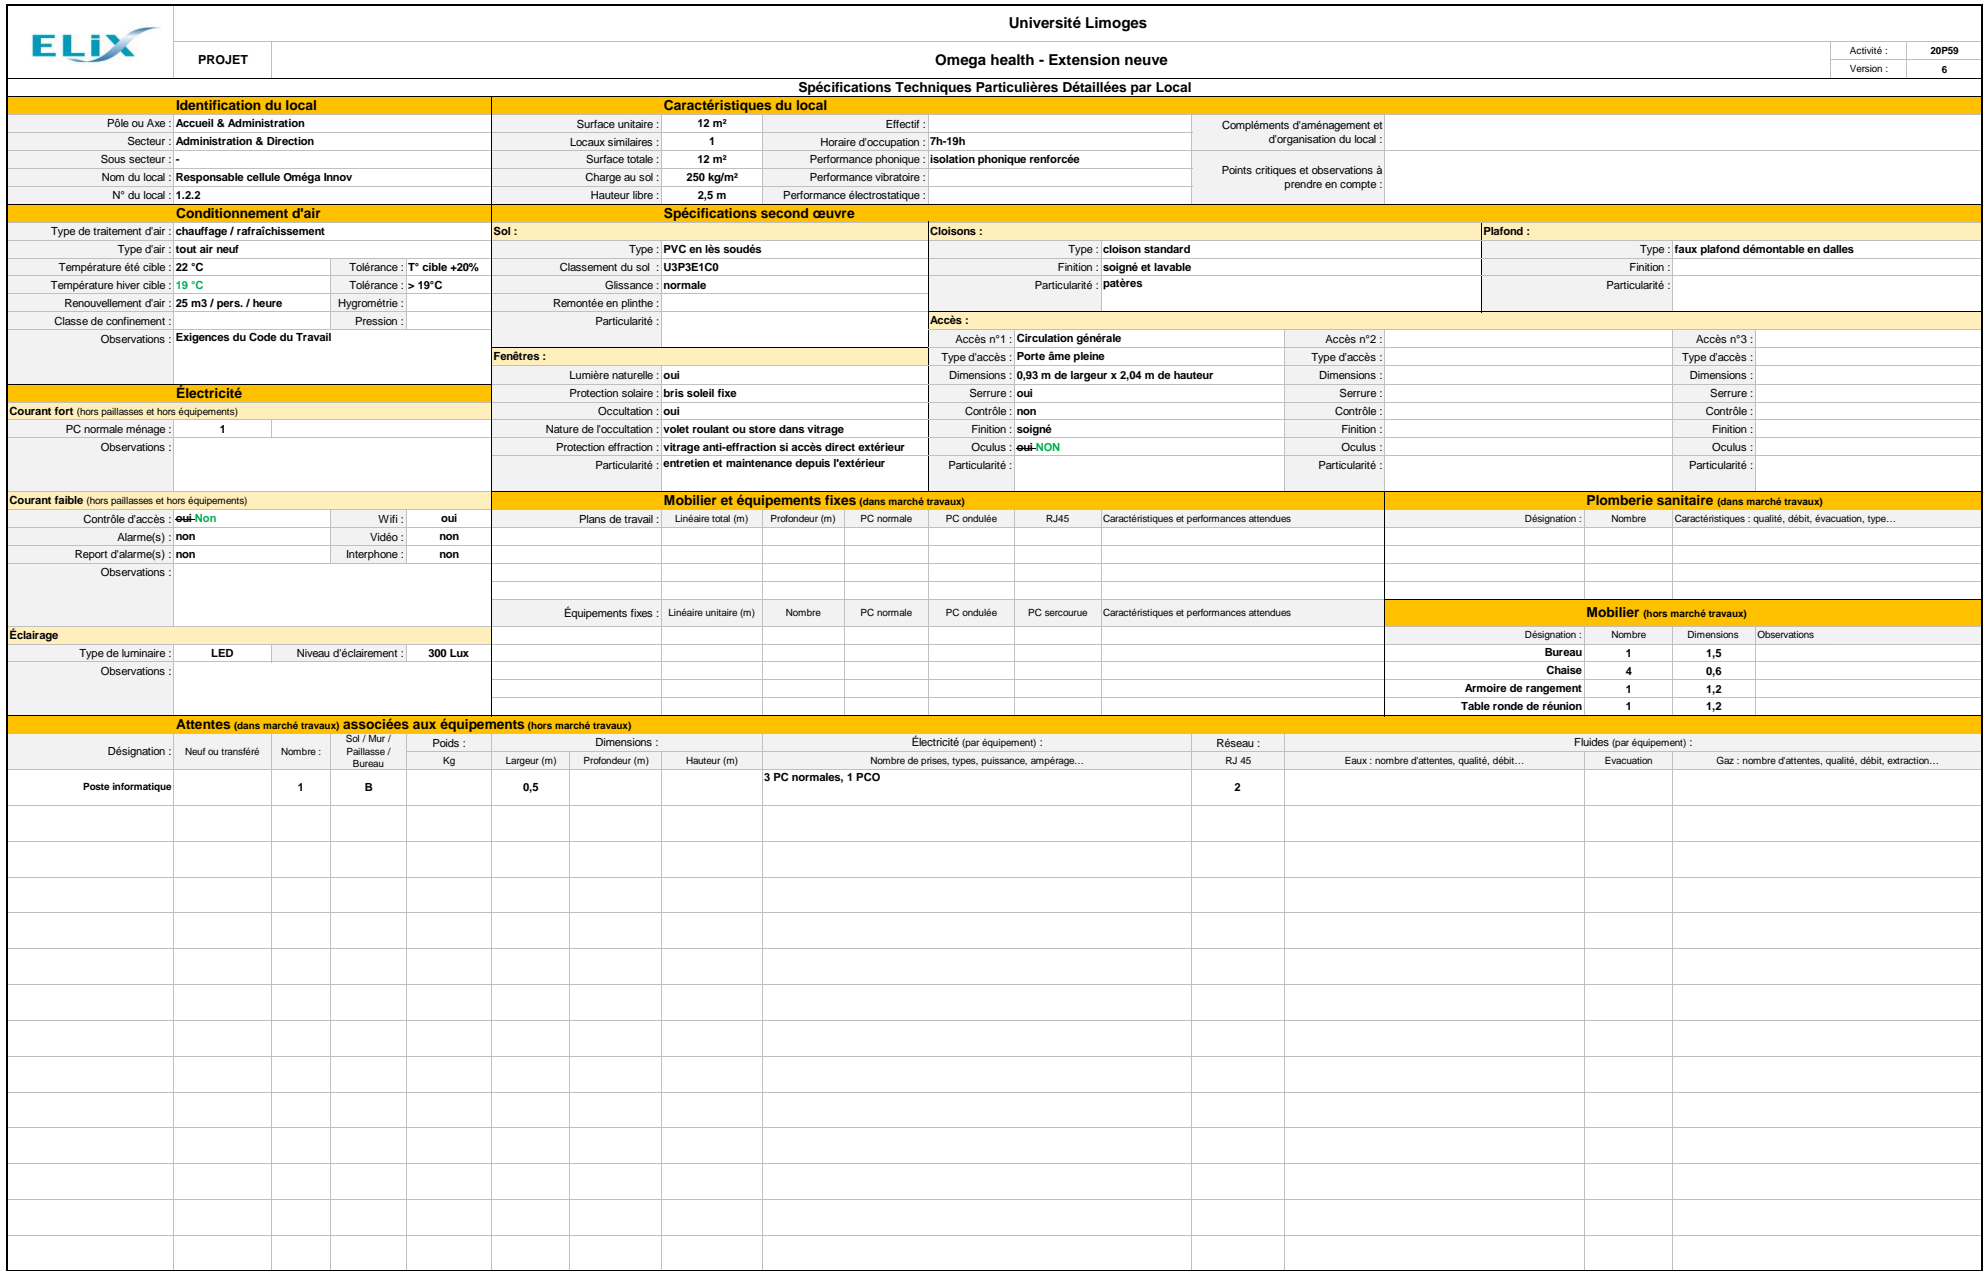 ELiX
Université Limoges
PROJET
Omega health - Extension neuve
Activité : 20P59
Version : 6
Spécifications Techniques Particulières Détaillées par Local
Identification du local
Pôle ou Axe : Accueil & Administration
Secteur : Administration & Direction
Sous secteur : -
Nom du local : Responsable cellule Oméga Innov
N° du local : 1.2.2
Caractéristiques du local
Surface unitaire : 12 m² Effectif :
Locaux similaires : 1 Horaire d'occupation : 7h-19h
Surface totale : 12 m² Performance phonique : isolation phonique renforcée
Charge au sol : 250 kg/m² Performance vibratoire :
Hauteur libre : 2,5 m Performance électrostatique :
Compléments d'aménagement et
d'organisation du local :
Points critiques et observations à
prendre en compte :
Conditionnement d'air
Type de traitement d'air : chauffage / rafraîchissement
Type d'air : tout air neuf
Température été cible : 22 °C Tolérance : T° cible +20%
Température hiver cible : 19 °C Tolérance : > 19°C
Renouvellement d'air : 25 m3 / pers. / heure Hygrométrie :
Classe de confinement : Pression :
Observations : Exigences du Code du Travail
Spécifications second œuvre
Sol :
Type : PVC en lès soudés
Classement du sol : U3P3E1C0
Glissance : normale
Remontée en plinthe :
Particularité :
Cloisons :
Type : cloison standard
Finition : soigné et lavable
Particularité : patères
Plafond :
Type : faux plafond démontable en dalles
Finition :
Particularité :
Fenêtres :
Lumière naturelle : oui
Protection solaire : bris soleil fixe
Occultation : oui
Nature de l'occultation : volet roulant ou store dans vitrage
Protection effraction : vitrage anti-effraction si accès direct extérieur
Particularité : entretien et maintenance depuis l'extérieur
Accès :
Accès n°1 : Circulation générale Accès n°2 : Accès n°3 :
Type d'accès : Porte âme pleine Type d'accès : Type d'accès :
Dimensions : 0,93 m de largeur x 2,04 m de hauteur Dimensions : Dimensions :
Serrure : oui Serrure : Serrure :
Contrôle : non Contrôle : Contrôle :
Finition : soigné Finition : Finition :
Oculus : oui NON Oculus : Oculus :
Particularité : Particularité : Particularité :
Électricité
Courant fort (hors paillasses et hors équipements)
PC normale ménage : 1
Observations :
Courant faible (hors paillasses et hors équipements)
Contrôle d'accès : oui Non Wifi : oui
Alarme(s) : non Vidéo : non
Report d'alarme(s) : non Interphone : non
Observations :
Éclairage
Type de luminaire : LED Niveau d'éclairement : 300 Lux
Observations :
Mobilier et équipements fixes (dans marché travaux)
Plans de travail : Linéaire total (m) Profondeur (m) PC normale PC ondulée RJ45 Caractéristiques et performances attendues
Équipements fixes : Linéaire unitaire (m) Nombre PC normale PC ondulée PC sercourue Caractéristiques et performances attendues
Plomberie sanitaire (dans marché travaux)
Désignation : Nombre Caractéristiques : qualité, débit, évacuation, type…
Mobilier (hors marché travaux)
Désignation : Nombre Dimensions Observations
Bureau 1 1,5
Chaise 4 0,6
Armoire de rangement 1 1,2
Table ronde de réunion 1 1,2
Attentes (dans marché travaux) associées aux équipements (hors marché travaux)
Désignation : Neuf ou transféré Nombre : Sol / Mur /
Paillasse /
Bureau
Poids : Dimensions : Électricité (par équipement) : Réseau : Fluides (par équipement) :
Kg Largeur (m) Profondeur (m) Hauteur (m) Nombre de prises, types, puissance, ampérage… RJ 45 Eaux : nombre d'attentes, qualité, débit… Evacuation Gaz : nombre d'attentes, qualité, débit, extraction…
Poste informatique 1 B 0,5 3 PC normales, 1 PCO 2